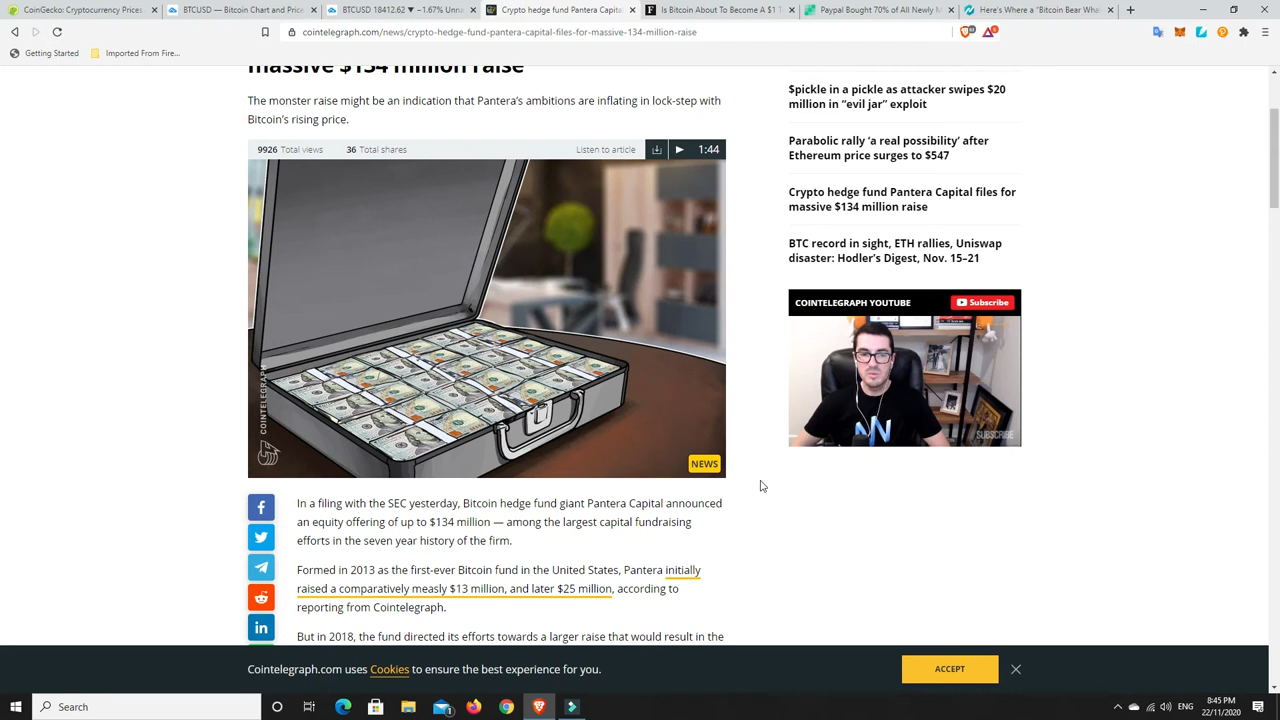 CoinGecko: Cryptocurrency Prices
BTCUSD — Bitcoin Chart and Price
BTCUSD 18412.62 ▼ −1.67% Unna
Crypto hedge fund Pantera Capital
Is Bitcoin About To Become A $1 T
Paypal Bought 70% of All Newly M
Here's Where a "Bitcoin Bear Wha
cointelegraph.com/news/crypto-hedge-fund-pantera-capital-files-for-massive-134-million-raise
Getting Started
Imported From Fire...
massive $134 million raise
The monster raise might be an indication that Pantera's ambitions are inflating in lock-step with
Bitcoin's rising price.
9926 Total views
36 Total shares
Listen to article
1:44
COINTELEGRAPH
NEWS
In a filing with the SEC yesterday, Bitcoin hedge fund giant Pantera Capital announced
an equity offering of up to $134 million — among the largest capital fundraising
efforts in the seven year history of the firm.
Formed in 2013 as the first-ever Bitcoin fund in the United States, Pantera initially
raised a comparatively measly $13 million, and later $25 million, according to
reporting from Cointelegraph.
But in 2018, the fund directed its efforts towards a larger raise that would result in the
$pickle in a pickle as attacker swipes $20
million in "evil jar" exploit
Parabolic rally 'a real possibility' after
Ethereum price surges to $547
Crypto hedge fund Pantera Capital files for
massive $134 million raise
BTC record in sight, ETH rallies, Uniswap
disaster: Hodler's Digest, Nov. 15–21
COINTELEGRAPH YOUTUBE
Subscribe
SUBSCRIBE
Cointelegraph.com uses Cookies to ensure the best experience for you.
ACCEPT
Search
ENG
8:45 PM
22/11/2020